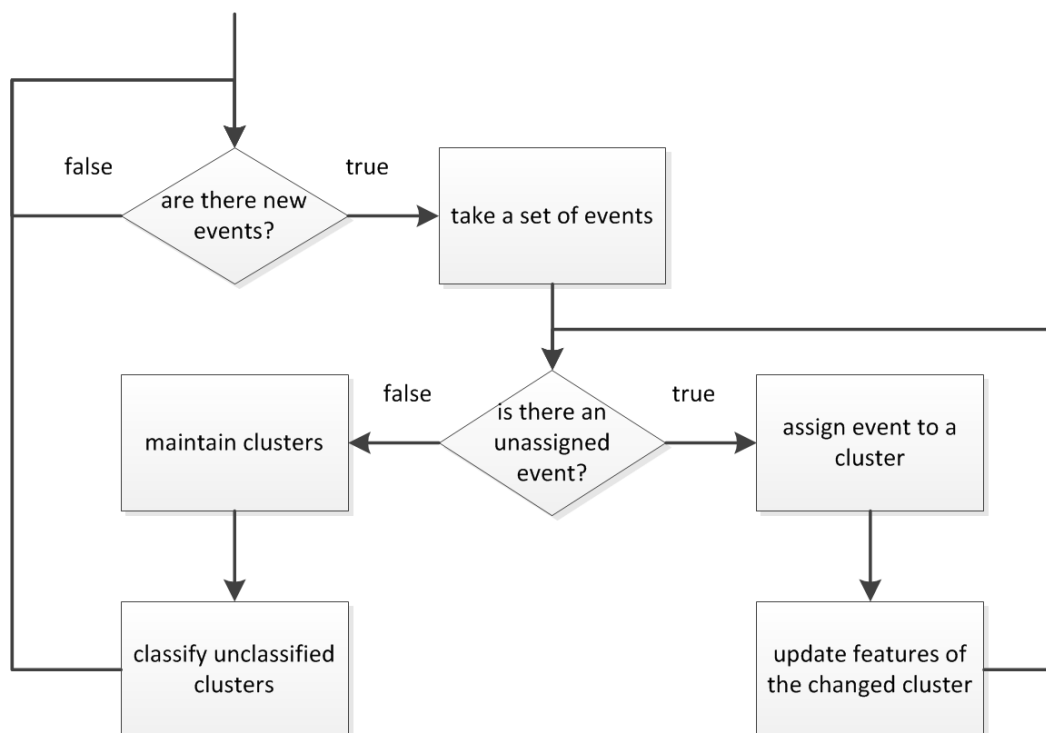 false
true
are there new
events?
take a set of events
false
true
maintain clusters
is there an
unassigned
event?
assign event to a
cluster
classify unclassified
clusters
update features of
the changed cluster